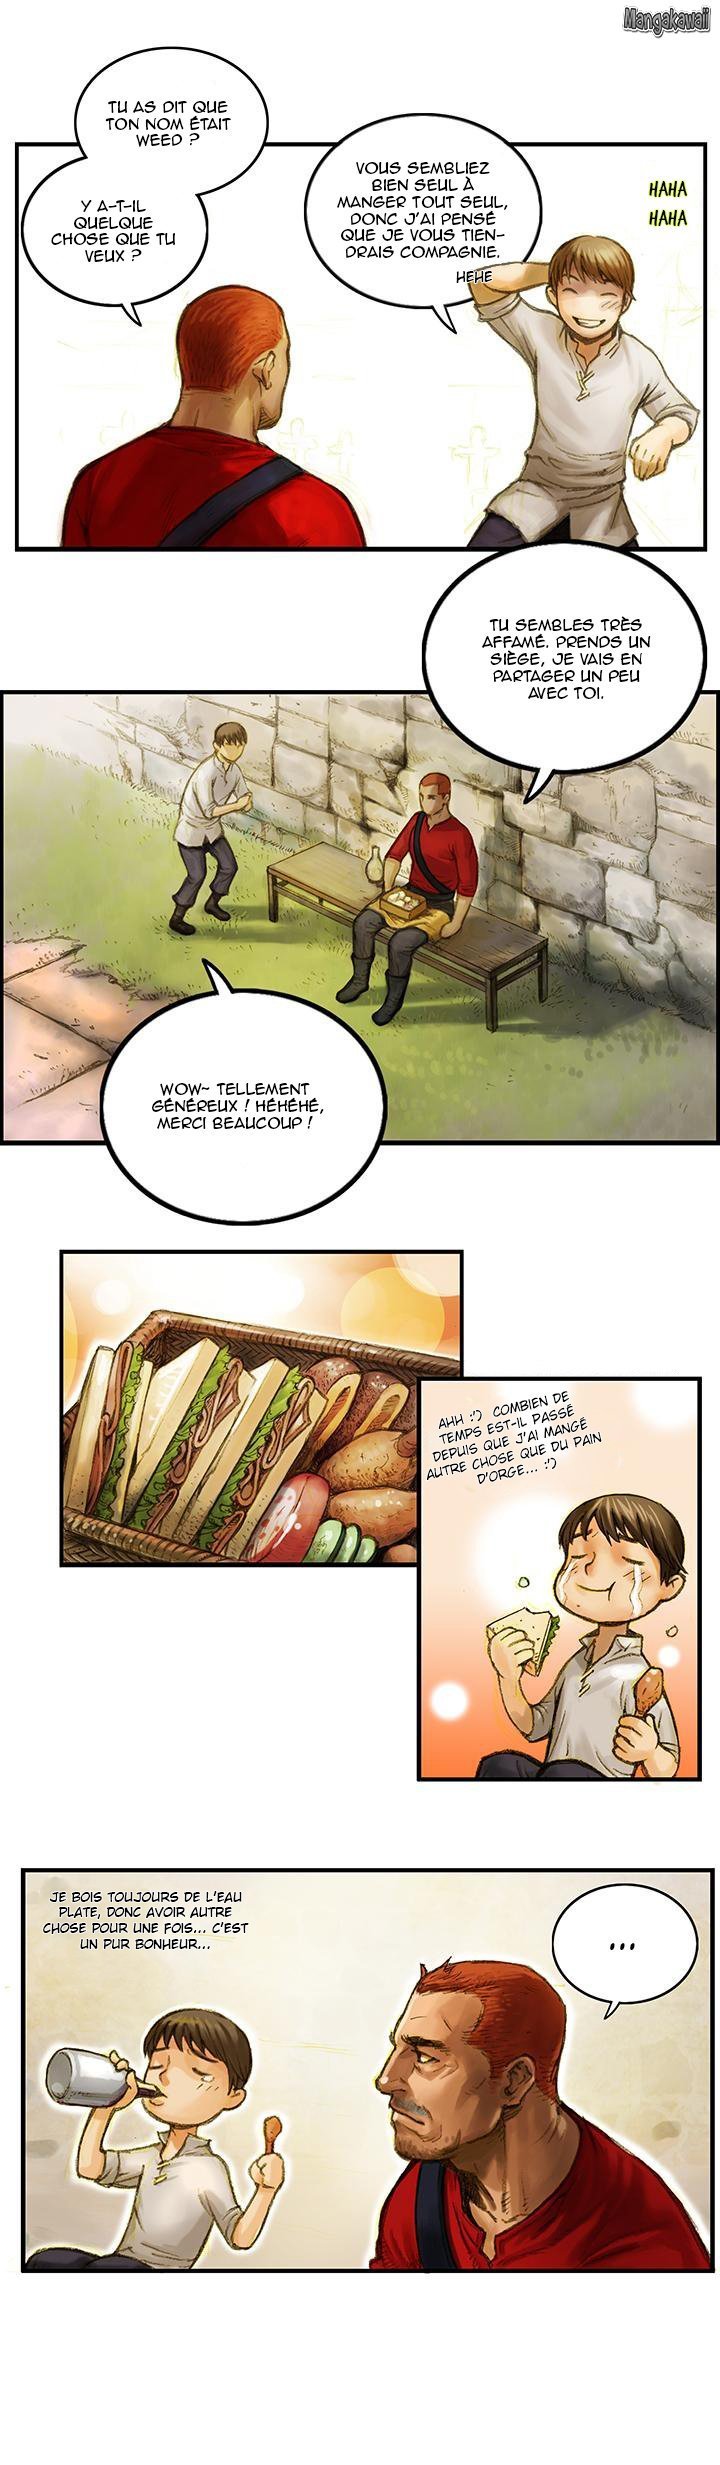 Mangakawaii
TU AS DIT QUE
TON NOM ÉTAIT
WEED ?
Y A-T-IL
QUELQUE
CHOSE QUE TU
VEUX ?
VOUS SEMBLIEZ
BIEN SEUL À
MANGER TOUT SEUL,
DONC J'AI PENSÉ
QUE JE VOUS TIEN-
DRAIS COMPAGNIE.
HEHE
HAHA
HAHA
TU SEMBLES TRÈS
AFFAMÉ. PRENDS UN
SIÈGE, JE VAIS EN
PARTAGER UN PEU
AVEC TOI.
WOW~ TELLEMENT
GÉNÉREUX ! HÉHÉHÉ,
MERCI BEAUCOUP !
AHH :') COMBIEN DE
TEMPS EST-IL PASSÉ
DEPUIS QUE J'AI MANGÉ
AUTRE CHOSE QUE DU PAIN
D'ORGE... :')
JE BOIS TOUJOURS DE L'EAU
PLATE, DONC AVOIR AUTRE
CHOSE POUR UNE FOIS... C'EST
UN PUR BONHEUR...
...